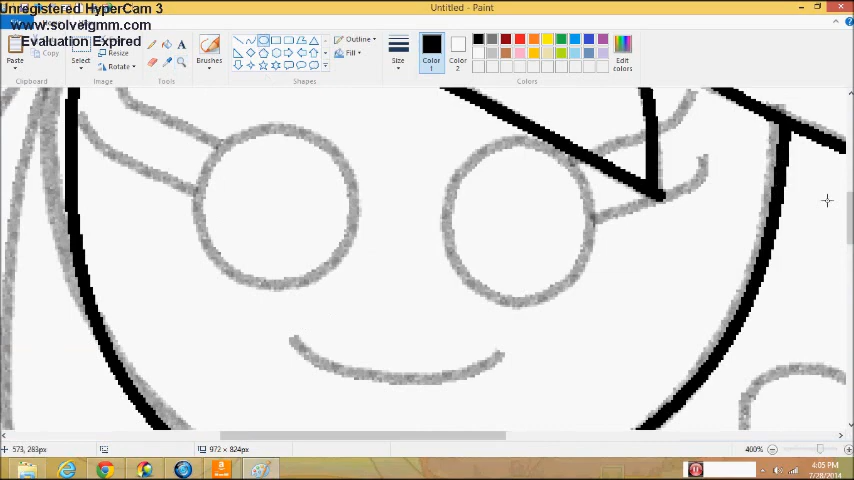 Unregistered HyperCam 3
www.solveigmm.com
Evaluation Expired
Untitled - Paint
Paste
Copy
Clipboard
Select
Resize
Rotate
Image
Tools
Brushes
Shapes
Outline
Fill
Size
Color 1
Color 2
Edit colors
Colors
573, 263px
972 × 824px
400%
4:05 PM
7/28/2014